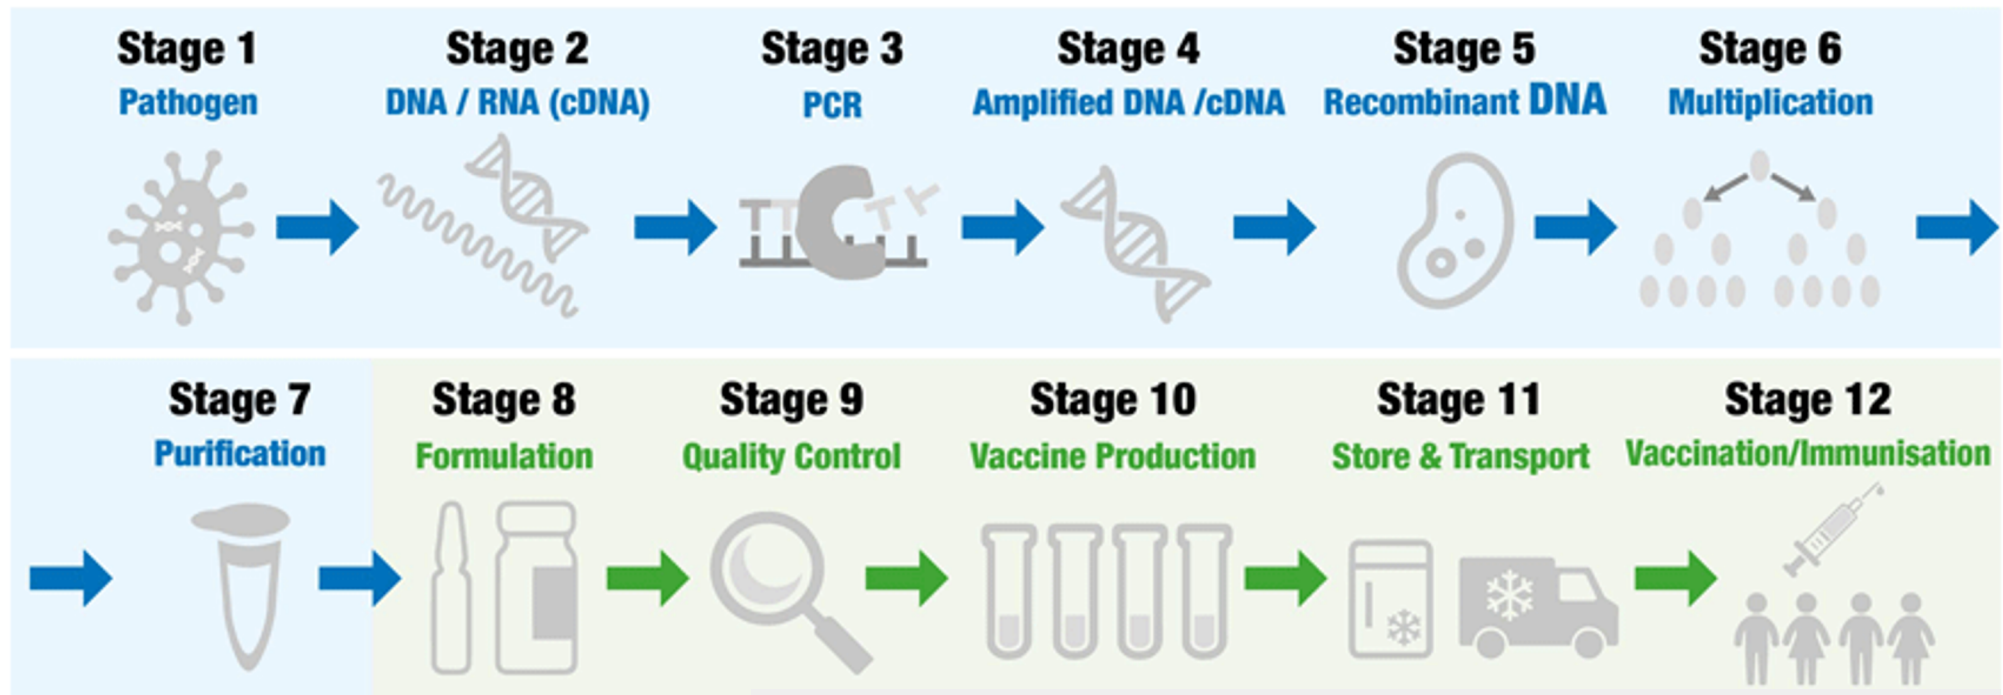 Stage 1
Pathogen
Stage 2
DNA / RNA (cDNA)
Stage 3
PCR
Stage 4
Amplified DNA /cDNA
Stage 5
Recombinant DNA
Stage 6
Multiplication
Stage 7
Purification
Stage 8
Formulation
Stage 9
Quality Control
Stage 10
Vaccine Production
Stage 11
Store & Transport
Stage 12
Vaccination/Immunisation